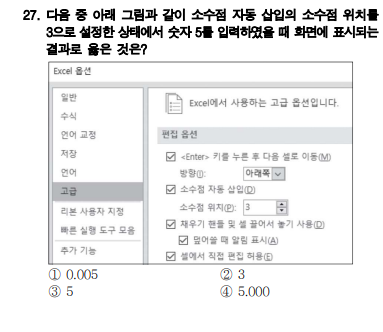 27. 다음 중 아래 그림과 같이 소수점 자동 삽입의 소수점 위치를
3으로 설정한 상태에서 숫자 5를 입력하였을 때 화면에 표시되는
결과로 옳은 것은?
Excel 옵션
일반
수식
언어 교정
저장
언어
고급
리본 사용자 지정
빠른 실행 도구 모음
추가 기능
Excel에서 사용하는 고급 옵션입니다.
편집 옵션
<Enter> 키를 누른 후 다음 셀로 이동(M)
방향(I): 아래쪽
소수점 자동 삽입(D)
소수점 위치(P): 3
채우기 핸들 및 셀 끌어서 놓기 사용(D)
덮어쓸 때 알림 표시(A)
셀에서 직접 편집 허용(E)
① 0.005 ② 3
③ 5 ④ 5.000